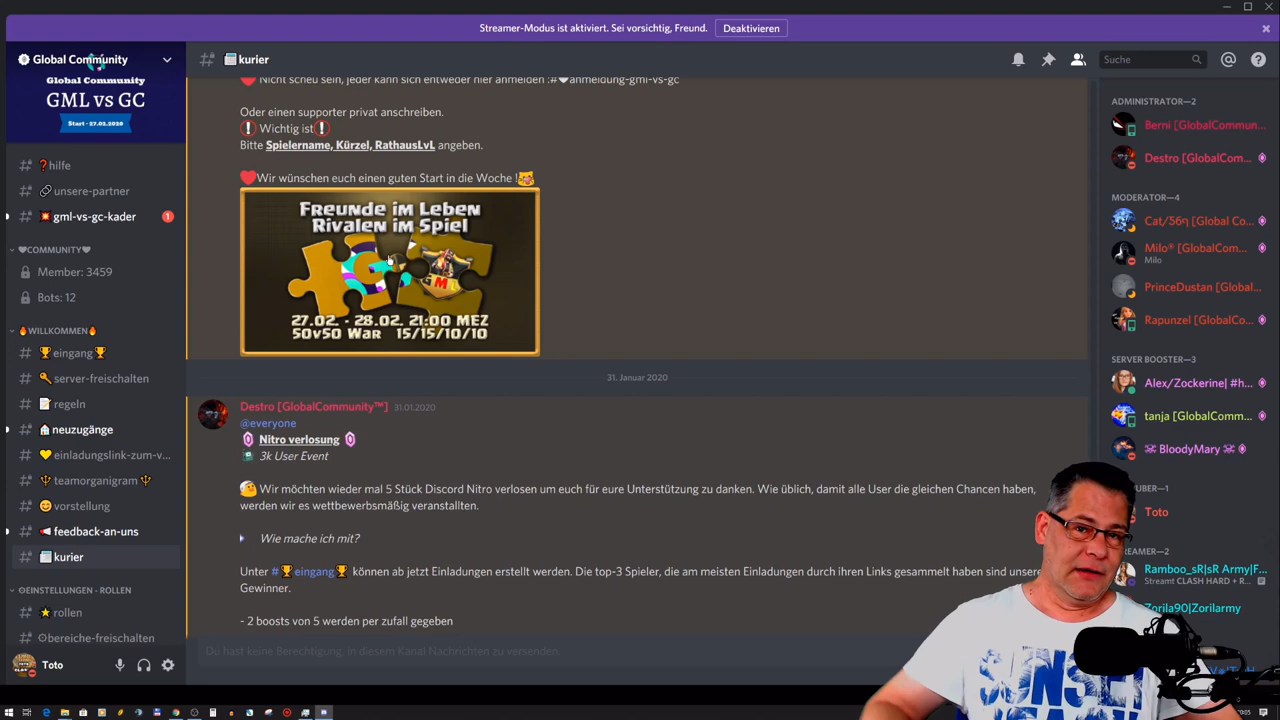 Streamer-Modus ist aktiviert. Sei vorsichtig, Freund.
Deaktivieren
Global Community
Global Community
GML vs GC
Start - 27.02.2020
hilfe
unsere-partner
gml-vs-gc-kader
1
COMMUNITY
Member: 3459
Bots: 12
WILLKOMMEN
eingang
server-freischalten
regeln
neuzugänge
einladungslink-zum-v...
teamorganigram
vorstellung
feedback-an-uns
kurier
EINSTELLUNGEN - ROLLEN
rollen
bereiche-freischalten
Toto
kurier
Suche
Nicht scheu sein, jeder kann sich entweder hier anmelden :#anmeldung-gml-vs-gc
Oder einen supporter privat anschreiben.
Wichtig ist
Bitte Spielername, Kürzel, RathausLvL angeben.
Wir wünschen euch einen guten Start in die Woche !
Freunde im Leben
Rivalen im Spiel
GM
27.02. - 28.02. 21:00 MEZ
50v50 War 15/15/10/10
31. Januar 2020
Destro [GlobalCommunity™] 31.01.2020
@everyone
Nitro verlosung
3k User Event
Wir möchten wieder mal 5 Stück Discord Nitro verlosen um euch für eure Unterstützung zu danken. Wie üblich, damit alle User die gleichen Chancen haben,
werden wir es wettbewerbsmäßig veranstallten.
Wie mache ich mit?
Unter #eingang können ab jetzt Einladungen erstellt werden. Die top-3 Spieler, die am meisten Einladungen durch ihren Links gesammelt haben sind unsere
Gewinner.
- 2 boosts von 5 werden per zufall gegeben
Du hast keine Berechtigung, in diesem Kanal Nachrichten zu versenden.
ADMINISTRATOR—2
Berni [GlobalCommun...
Destro [GlobalCom...
MODERATOR—4
Cat/56ף [Global Co...
Milo® [GlobalCom...
Milo
PrinceDustan [Global...
Rapunzel [GlobalCo...
SERVER BOOSTER—3
Alex/Zockerine| #h...
tanja [GlobalComm...
BloodyMary
UBER—1
Toto
EAMER—2
Ramboo_sR|sR Army|F...
Streamt CLASH HARD + R...
Zorila90|Zorilarmy